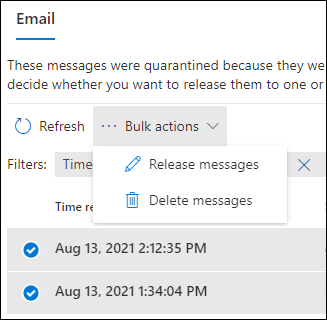 Email
These messages were quarantined because they we
decide whether you want to release them to one or
Refresh ··· Bulk actions
Filters: Time
Release messages
Time re
Delete messages
Aug 13, 2021 2:12:35 PM
Aug 13, 2021 1:34:04 PM